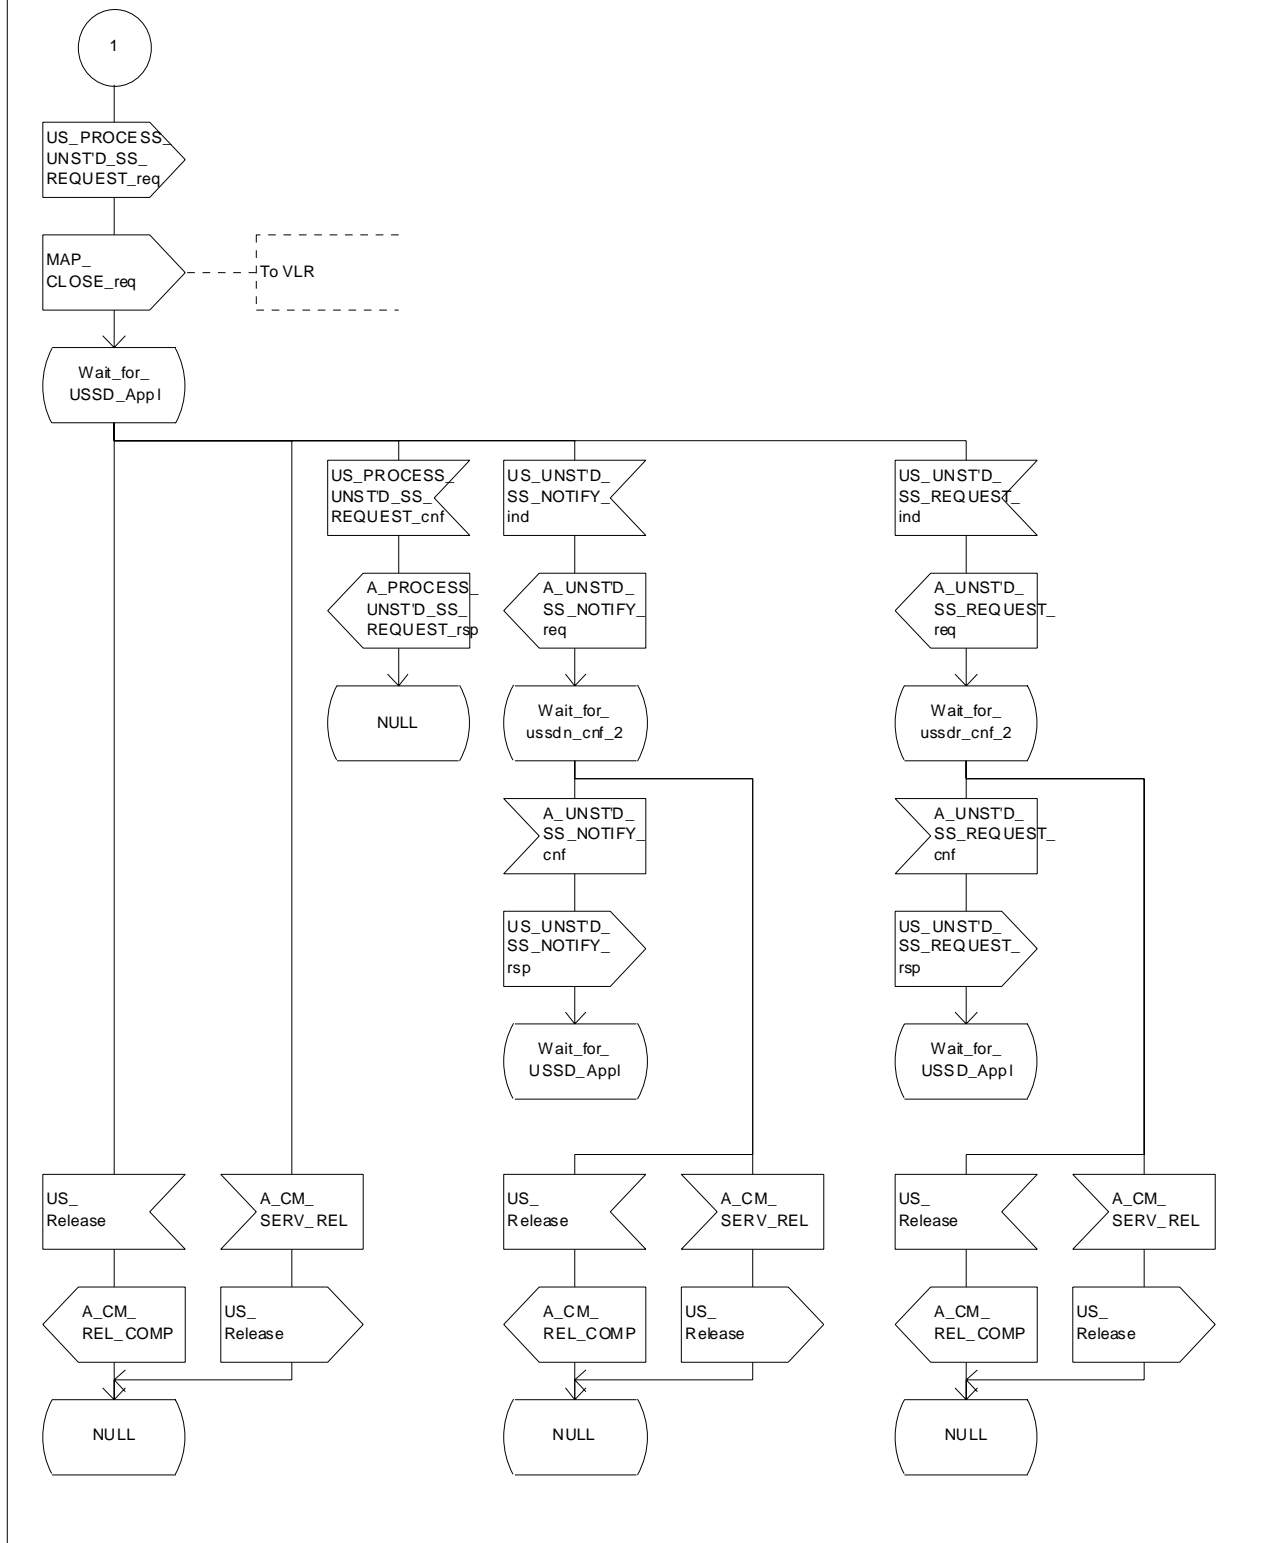 1
US_PROCESS_
UNST'D_SS_
REQUEST_req
MAP_
CLOSE_req
To VLR
Wait_for_
USSD_Appl
US_PROCESS_
UNST'D_SS_
REQUEST_cnf
US_UNST'D_
SS_NOTIFY_
ind
US_UNST'D_
SS_REQUEST_
ind
A_PROCESS_
UNST'D_SS_
REQUEST_rsp
A_UNST'D_
SS_NOTIFY_
req
A_UNST'D_
SS_REQUEST_
req
NULL
Wait_for_
ussdn_cnf_2
Wait_for_
ussdr_cnf_2
A_UNST'D_
SS_NOTIFY_
cnf
A_UNST'D_
SS_REQUEST_
cnf
US_UNST'D_
SS_NOTIFY_
rsp
US_UNST'D_
SS_REQUEST_
rsp
Wait_for_
USSD_Appl
Wait_for_
USSD_Appl
US_
Release
A_CM_
SERV_REL
US_
Release
A_CM_
SERV_REL
US_
Release
A_CM_
SERV_REL
A_CM_
REL_COMP
US_
Release
A_CM_
REL_COMP
US_
Release
A_CM_
REL_COMP
US_
Release
NULL
NULL
NULL